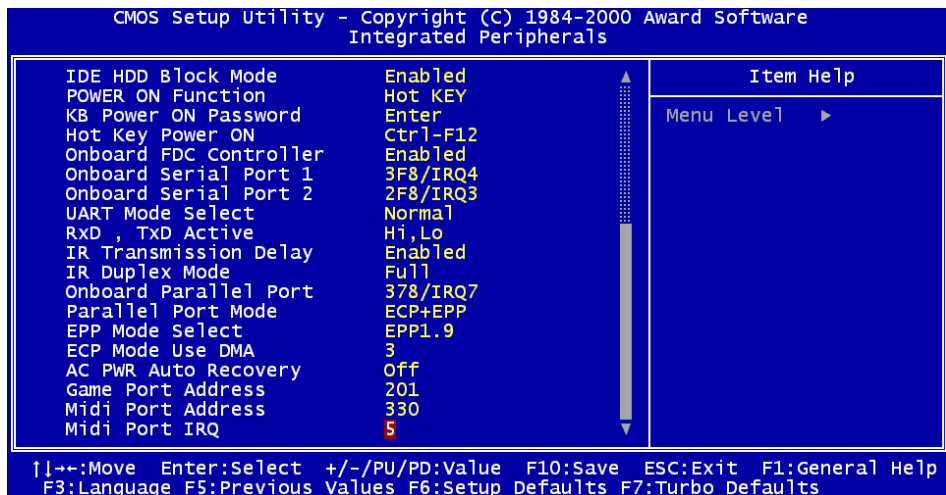 CMOS Setup Utility - Copyright (C) 1984-2000 Award Software
Integrated Peripherals
IDE HDD Block Mode Enabled
POWER ON Function Hot KEY
KB Power ON Password Enter
Hot Key Power ON Ctrl-F12
Onboard FDC Controller Enabled
Onboard Serial Port 1 3F8/IRQ4
Onboard Serial Port 2 2F8/IRQ3
UART Mode Select Normal
RxD , TxD Active Hi,Lo
IR Transmission Delay Enabled
IR Duplex Mode Full
Onboard Parallel Port 378/IRQ7
Parallel Port Mode ECP+EPP
EPP Mode Select EPP1.9
ECP Mode Use DMA 3
AC PWR Auto Recovery Off
Game Port Address 201
Midi Port Address 330
Midi Port IRQ 5
Item Help
Menu Level ▶
↑↓→←:Move Enter:Select +/-/PU/PD:Value F10:Save ESC:Exit F1:General Help
F3:Language F5:Previous Values F6:Setup Defaults F7:Turbo Defaults